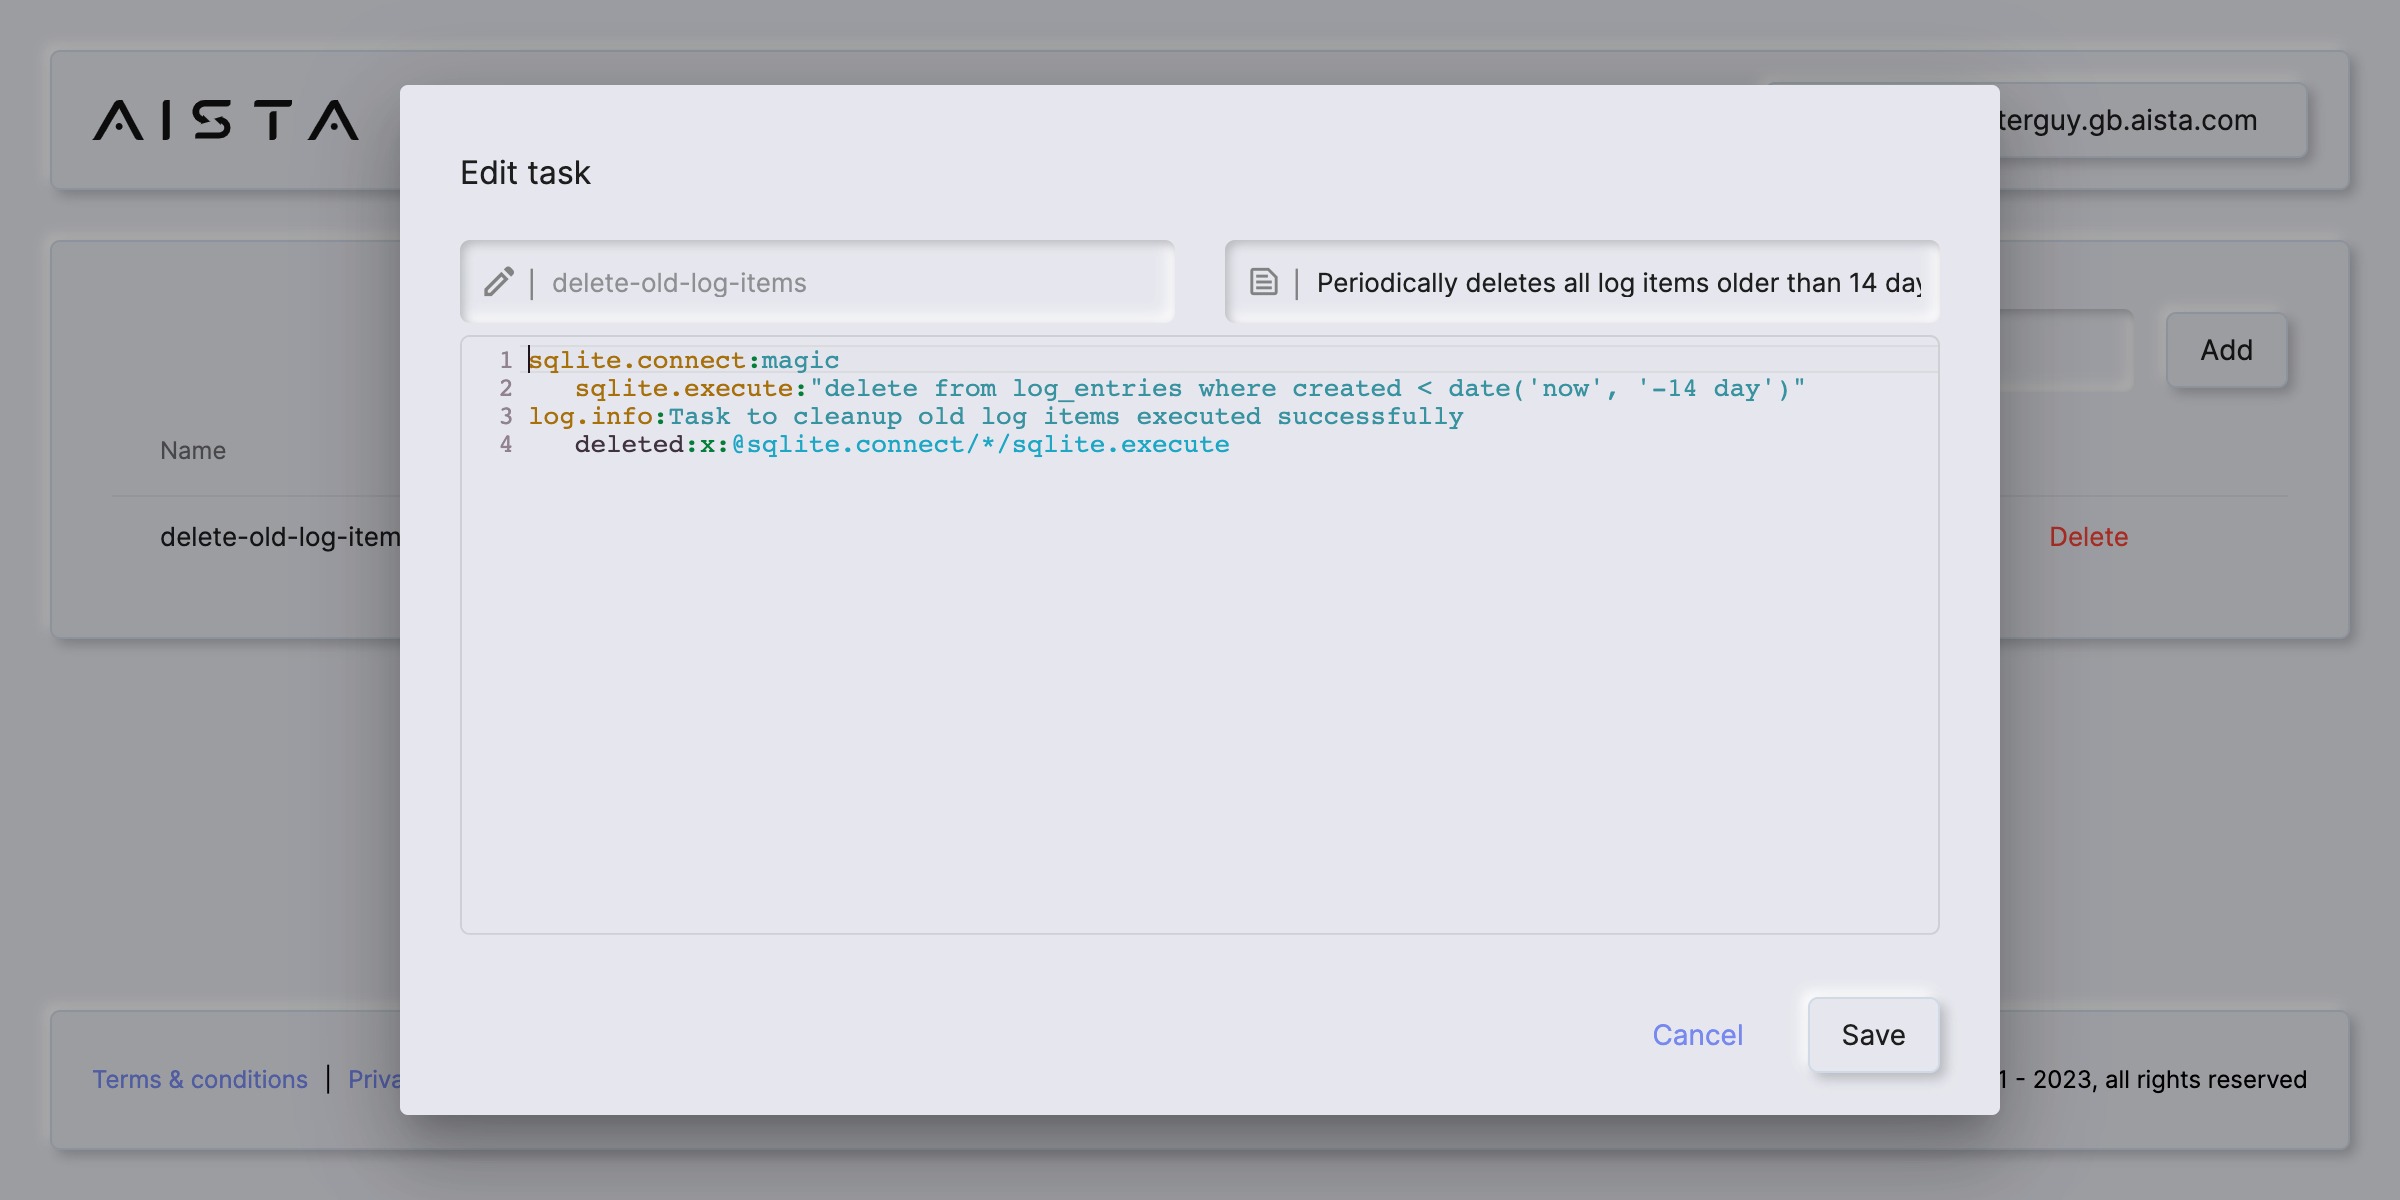 AISTA
terguy.gb.aista.com
Edit task
delete-old-log-items
Periodically deletes all log items older than 14 day
1 sqlite.connect:magic
2    sqlite.execute:"delete from log_entries where created < date('now', '-14 day')"
3 log.info:Task to cleanup old log items executed successfully
4    deleted:x:@sqlite.connect/*/sqlite.execute
Add
Name
delete-old-log-item
Delete
Cancel
Save
Terms & conditions | Priva
1 - 2023, all rights reserved